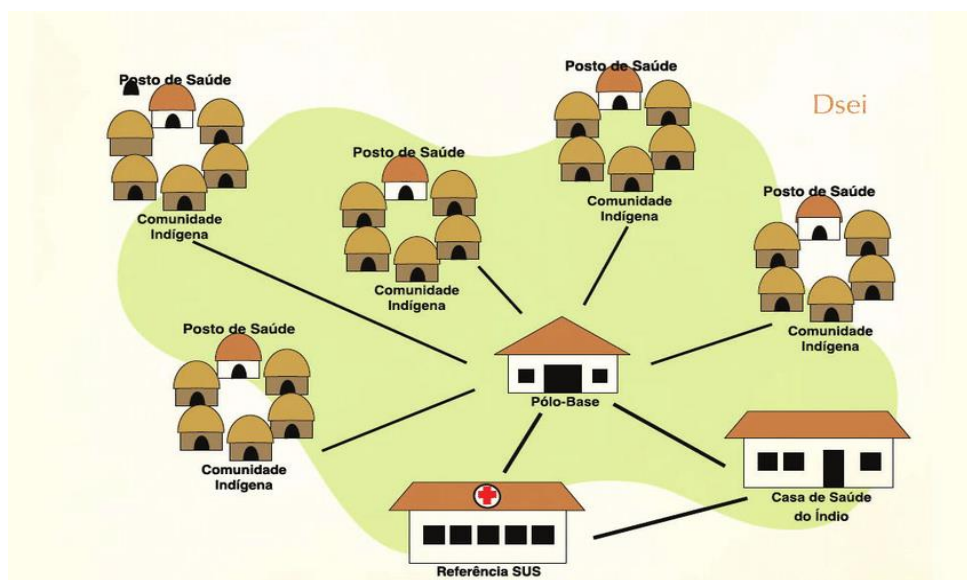 Posto de Saúde
Comunidade
Indígena
Posto de Saúde
Comunidade
Indígena
Posto de Saúde
Comunidade
Indígena
Dsei
Posto de Saúde
Comunidade
Indígena
Posto de Saúde
Comunidade
Indígena
Pólo-Base
Casa de Saúde
do Índio
Referência SUS